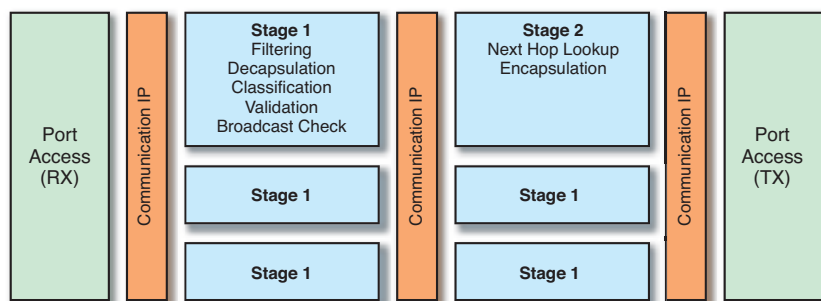 Port
Access
(RX)
Communication IP
Stage 1
Filtering
Decapsulation
Classification
Validation
Broadcast Check
Stage 1
Stage 1
Communication IP
Stage 2
Next Hop Lookup
Encapsulation
Stage 1
Stage 1
Communication IP
Port
Access
(TX)